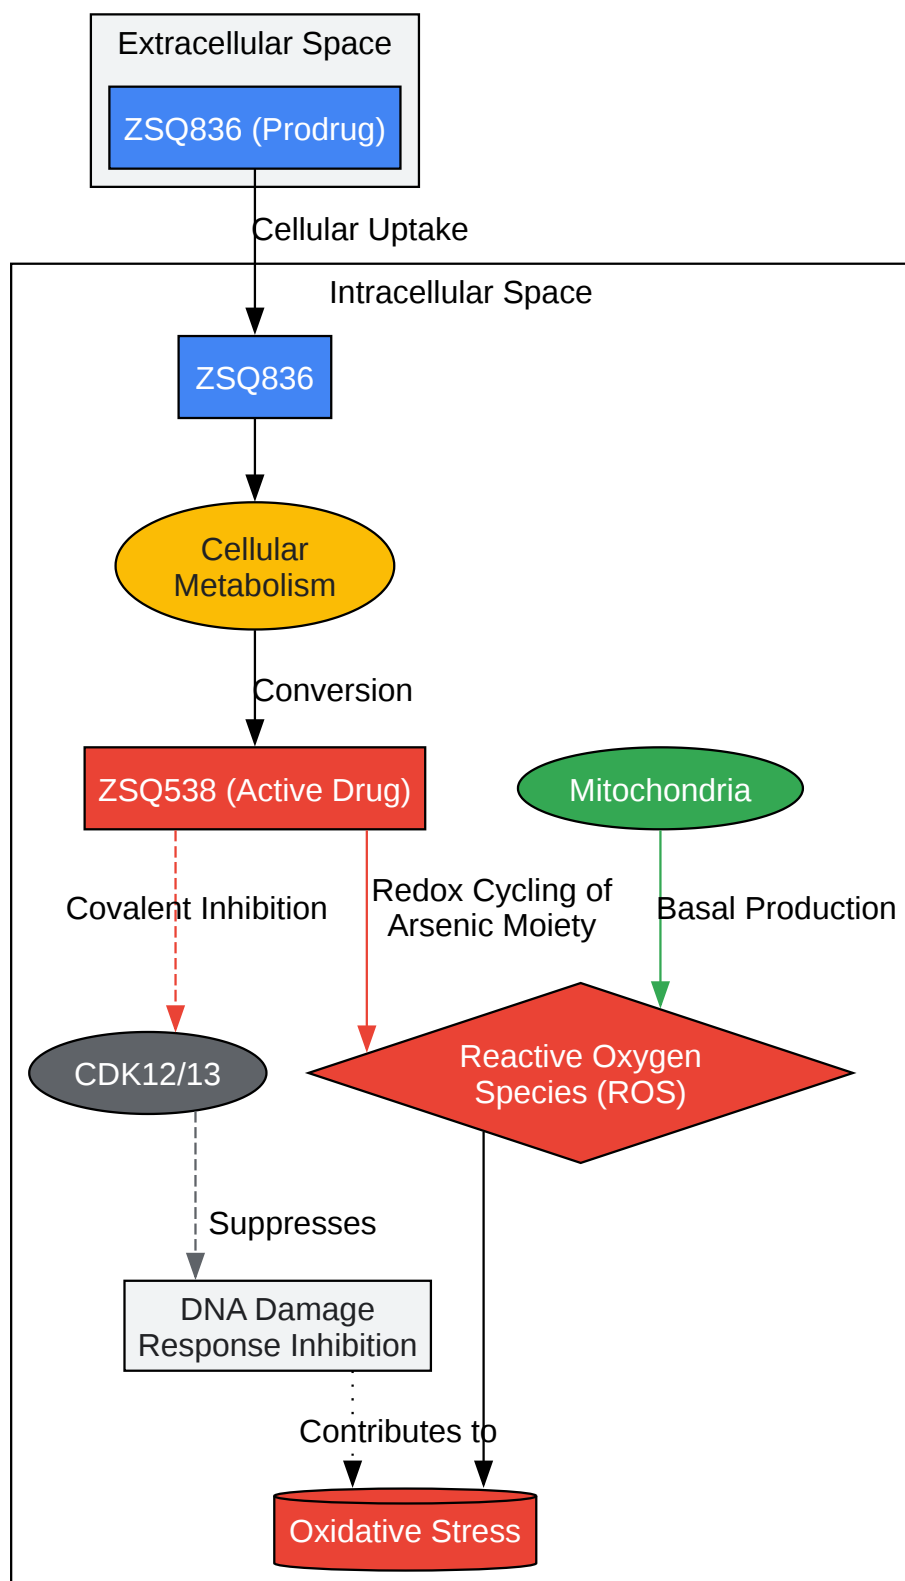 Extracellular Space
ZSQ836 (Prodrug)
Cellular Uptake
Intracellular Space
ZSQ836
Cellular
Metabolism
Conversion
ZSQ538 (Active Drug)
Mitochondria
Covalent Inhibition
Redox Cycling of
Arsenic Moiety
Basal Production
CDK12/13
Reactive Oxygen
Species (ROS)
Suppresses
DNA Damage
Response Inhibition
Contributes to
Oxidative Stress